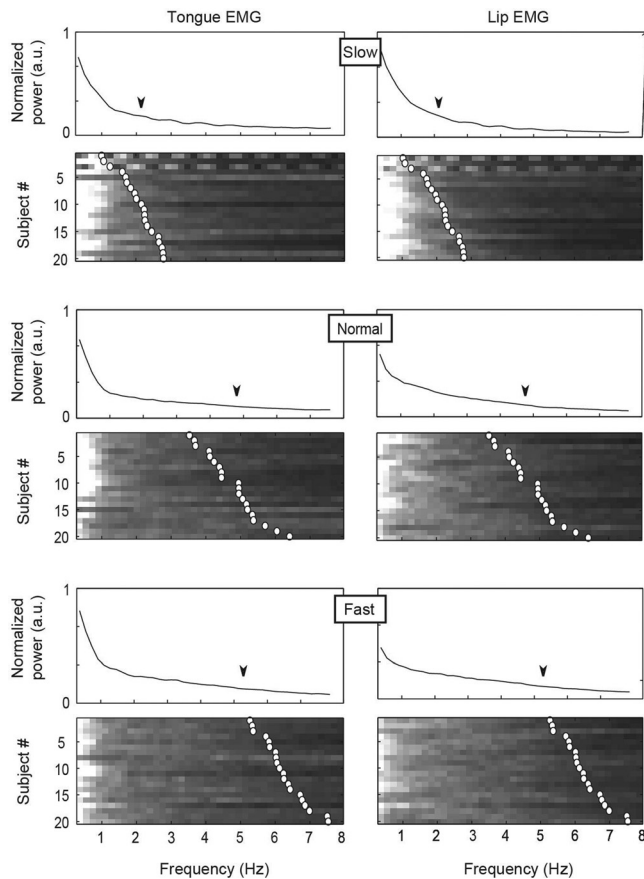 Tongue EMG Lip EMG
Slow
Normalized
power (a.u.)
1
0
Subject #
5
10
15
20
Normal
Normalized
power (a.u.)
1
0
Subject #
5
10
15
20
Fast
Normalized
power (a.u.)
1
0
Subject #
5
10
15
20
1 2 3 4 5 6 7 8 1 2 3 4 5 6 7 8
Frequency (Hz) Frequency (Hz)